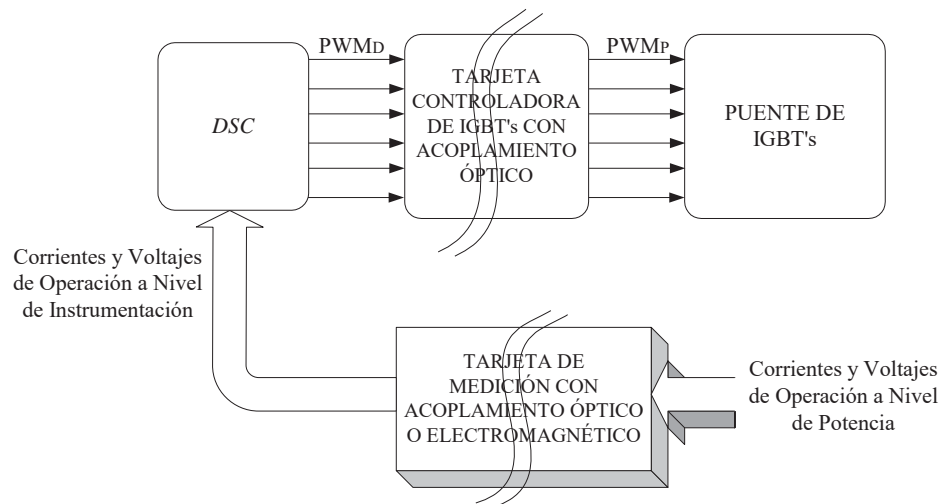 PWMD
PWMP
DSC
TARJETA
CONTROLADORA
DE IGBT's CON
ACOPLAMIENTO
ÓPTICO
PUENTE DE
IGBT's
Corrientes y Voltajes
de Operación a Nivel
de Instrumentación
TARJETA DE
MEDICIÓN CON
ACOPLAMIENTO ÓPTICO
O ELECTROMAGNÉTICO
Corrientes y Voltajes
de Operación a Nivel
de Potencia